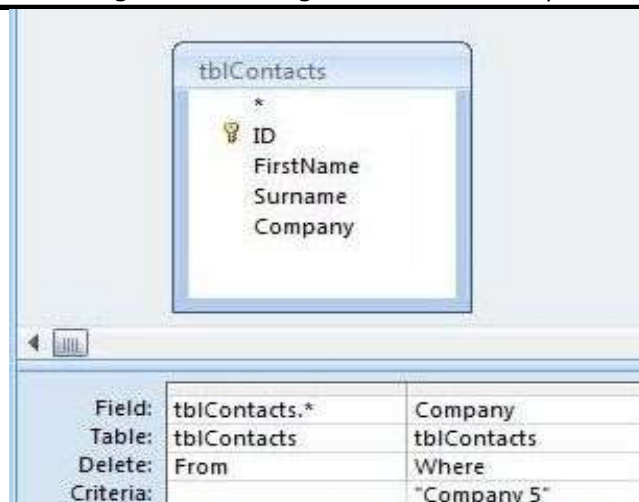 tblContacts
*
ID
FirstName
Surname
Company
Field: tblContacts.* Company
Table: tblContacts tblContacts
Delete: From Where
Criteria: "Company 5"